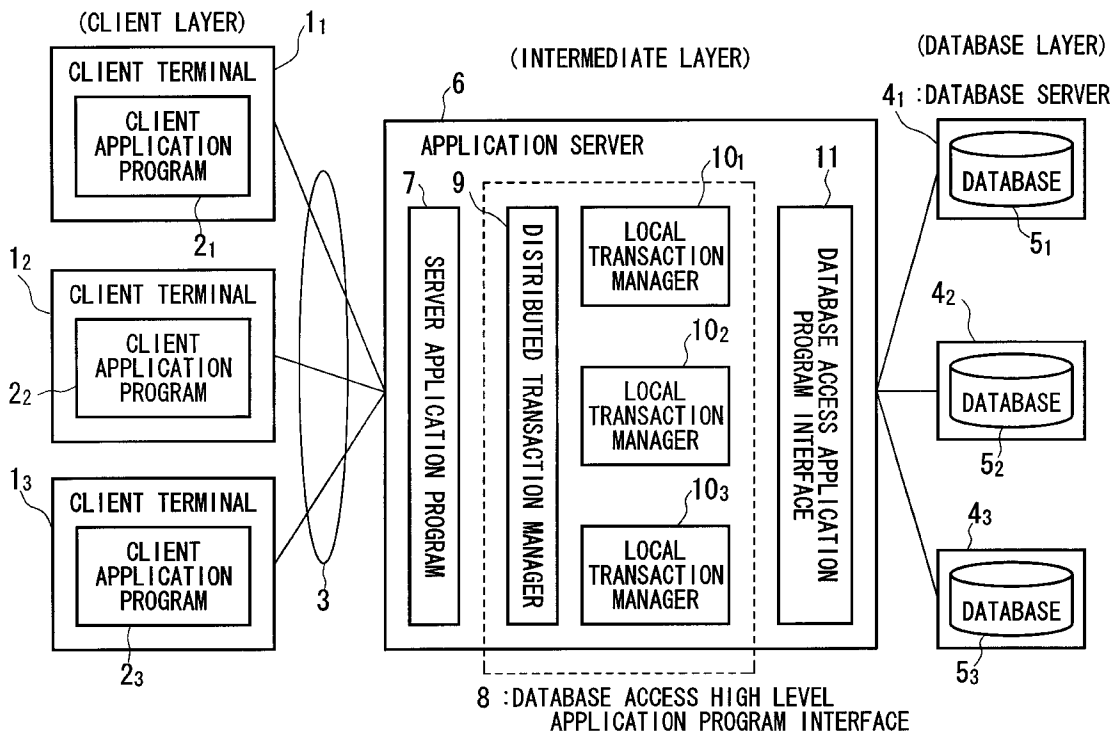 (CLIENT LAYER)
1₁
CLIENT TERMINAL
CLIENT
APPLICATION
PROGRAM
2₁
1₂
CLIENT TERMINAL
CLIENT
APPLICATION
PROGRAM
2₂
1₃
CLIENT TERMINAL
CLIENT
APPLICATION
PROGRAM
2₃
3
(INTERMEDIATE LAYER)
6
APPLICATION SERVER
7
SERVER APPLICATION PROGRAM
9
DISTRIBUTED TRANSACTION MANAGER
10₁
LOCAL
TRANSACTION
MANAGER
10₂
LOCAL
TRANSACTION
MANAGER
10₃
LOCAL
TRANSACTION
MANAGER
11
DATABASE ACCESS APPLICATION
PROGRAM INTERFACE
8 :DATABASE ACCESS HIGH LEVEL
APPLICATION PROGRAM INTERFACE
(DATABASE LAYER)
4₁ :DATABASE SERVER
DATABASE
5₁
4₂
DATABASE
5₂
4₃
DATABASE
5₃